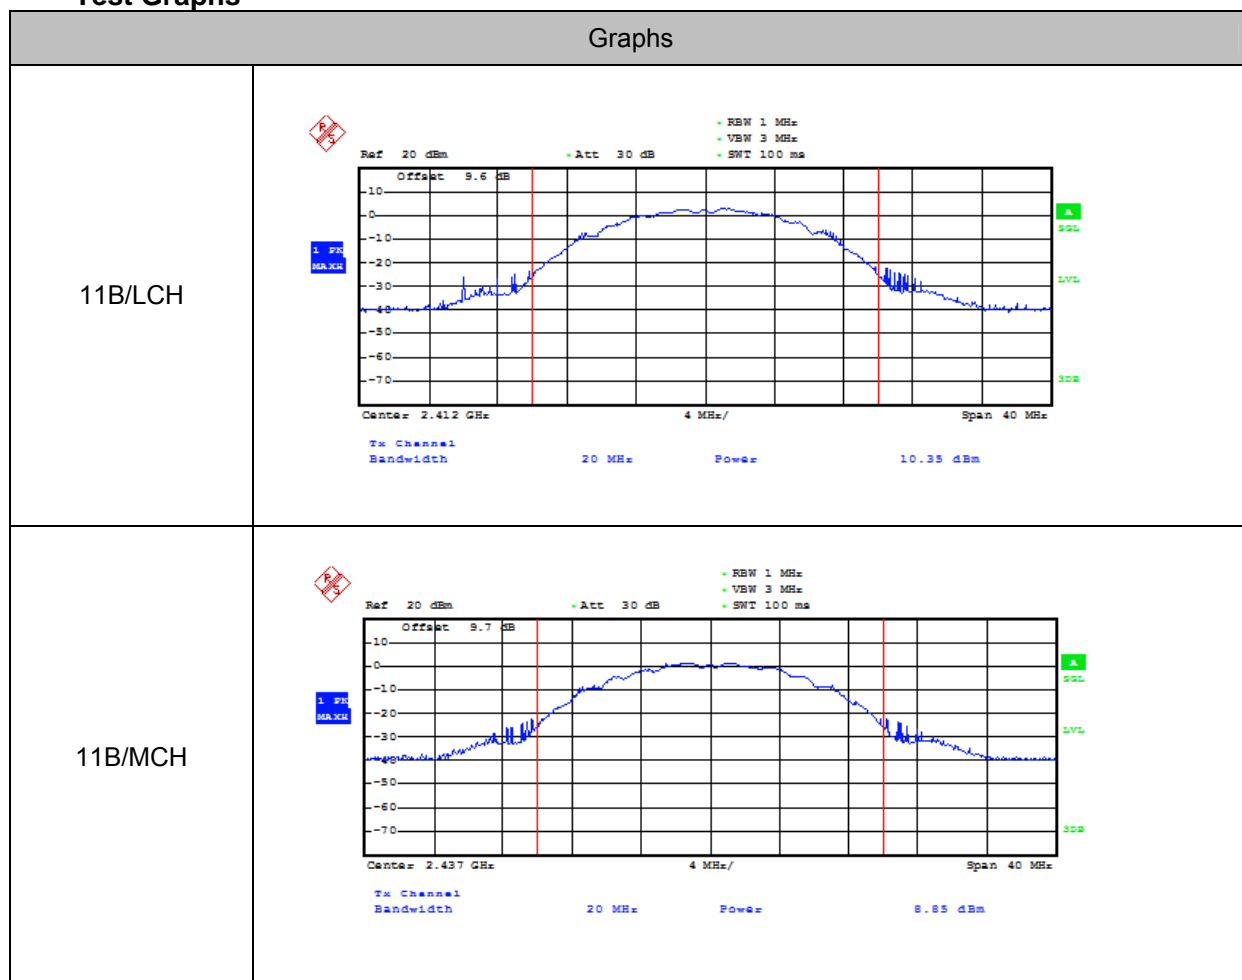 Test Graphs
Graphs
11B/LCH
R S
* RBW 1 MHz
* VBW 3 MHz
Ref 20 dBm * Att 30 dB * SWT 100 ms
Offset 9.6 dB
10
0
A
SGL
-10
1 PK
MAXH
-20
-30
LVL
-40
-50
-60
-70
3DB
Center 2.412 GHz 4 MHz/ Span 40 MHz
Tx Channel
Bandwidth 20 MHz Power 10.35 dBm
11B/MCH
R S
* RBW 1 MHz
* VBW 3 MHz
Ref 20 dBm * Att 30 dB * SWT 100 ms
Offset 9.7 dB
10
0
A
SGL
-10
1 PK
MAXH
-20
-30
LVL
-40
-50
-60
-70
3DB
Center 2.437 GHz 4 MHz/ Span 40 MHz
Tx Channel
Bandwidth 20 MHz Power 8.85 dBm